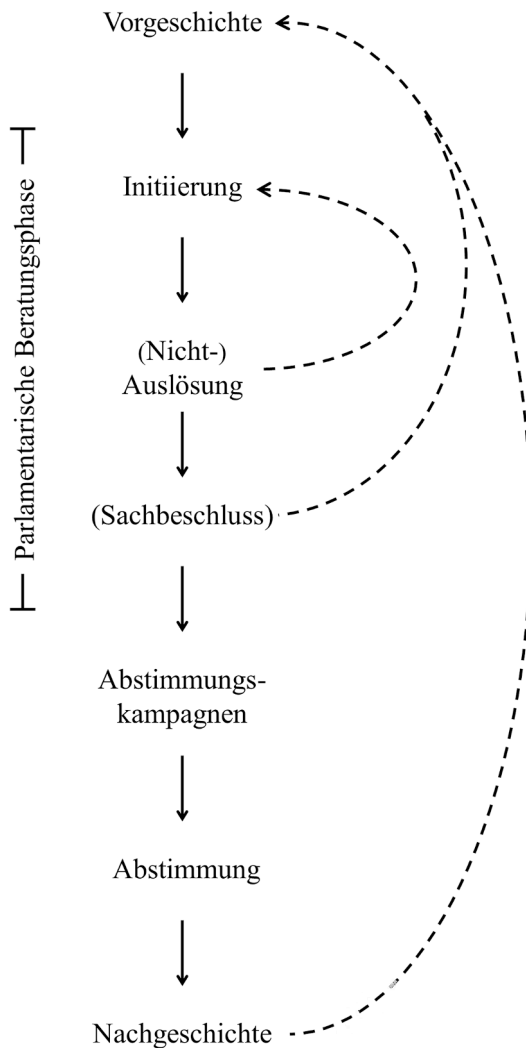 Vorgeschichte
Parlamentarische Beratungsphase
Initiierung
(Nicht-)
Auslösung
(Sachbeschluss)
Abstimmungs-
kampagnen
Abstimmung
Nachgeschichte